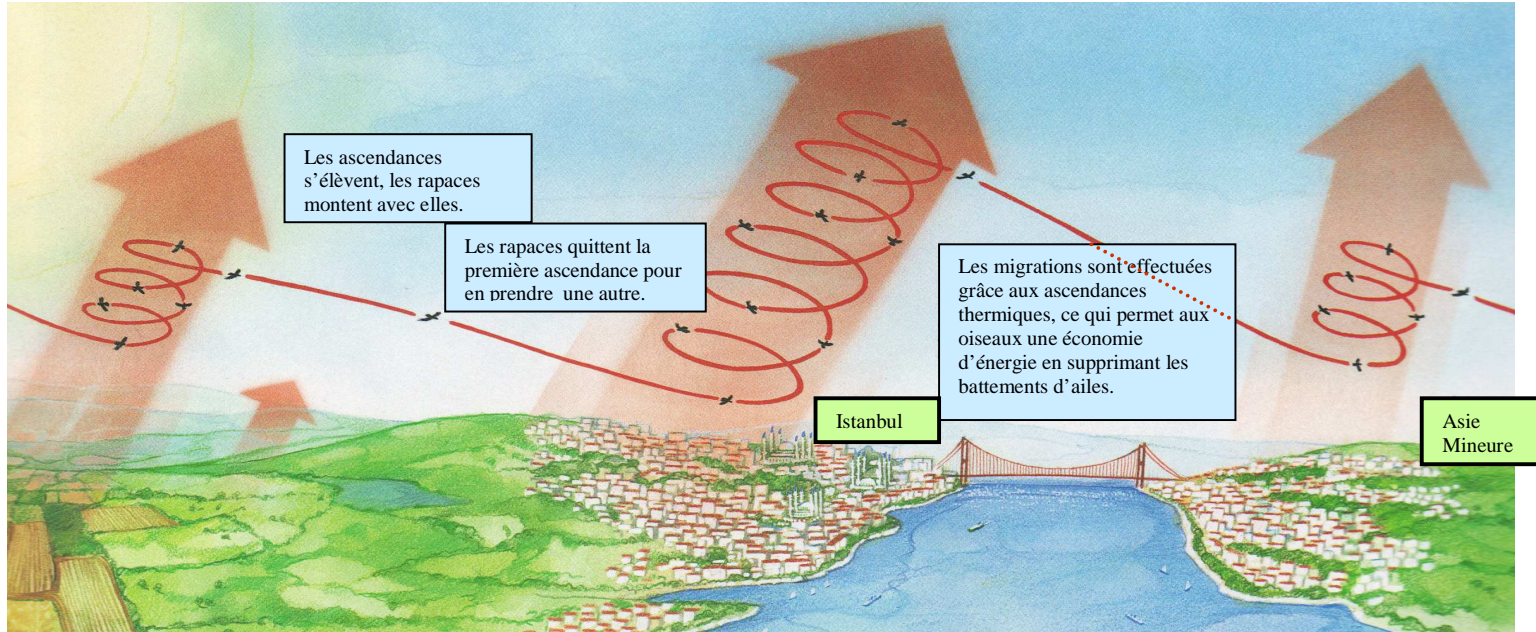 Les ascendances
s’élèvent, les rapaces
montent avec elles.
Les rapaces quittent la
première ascendance pour
en prendre une autre.
Les migrations sont effectuées
grâce aux ascendances
thermiques, ce qui permet aux
oiseaux une économie
d’énergie en supprimant les
battements d’ailes.
Istanbul
Asie
Mineure